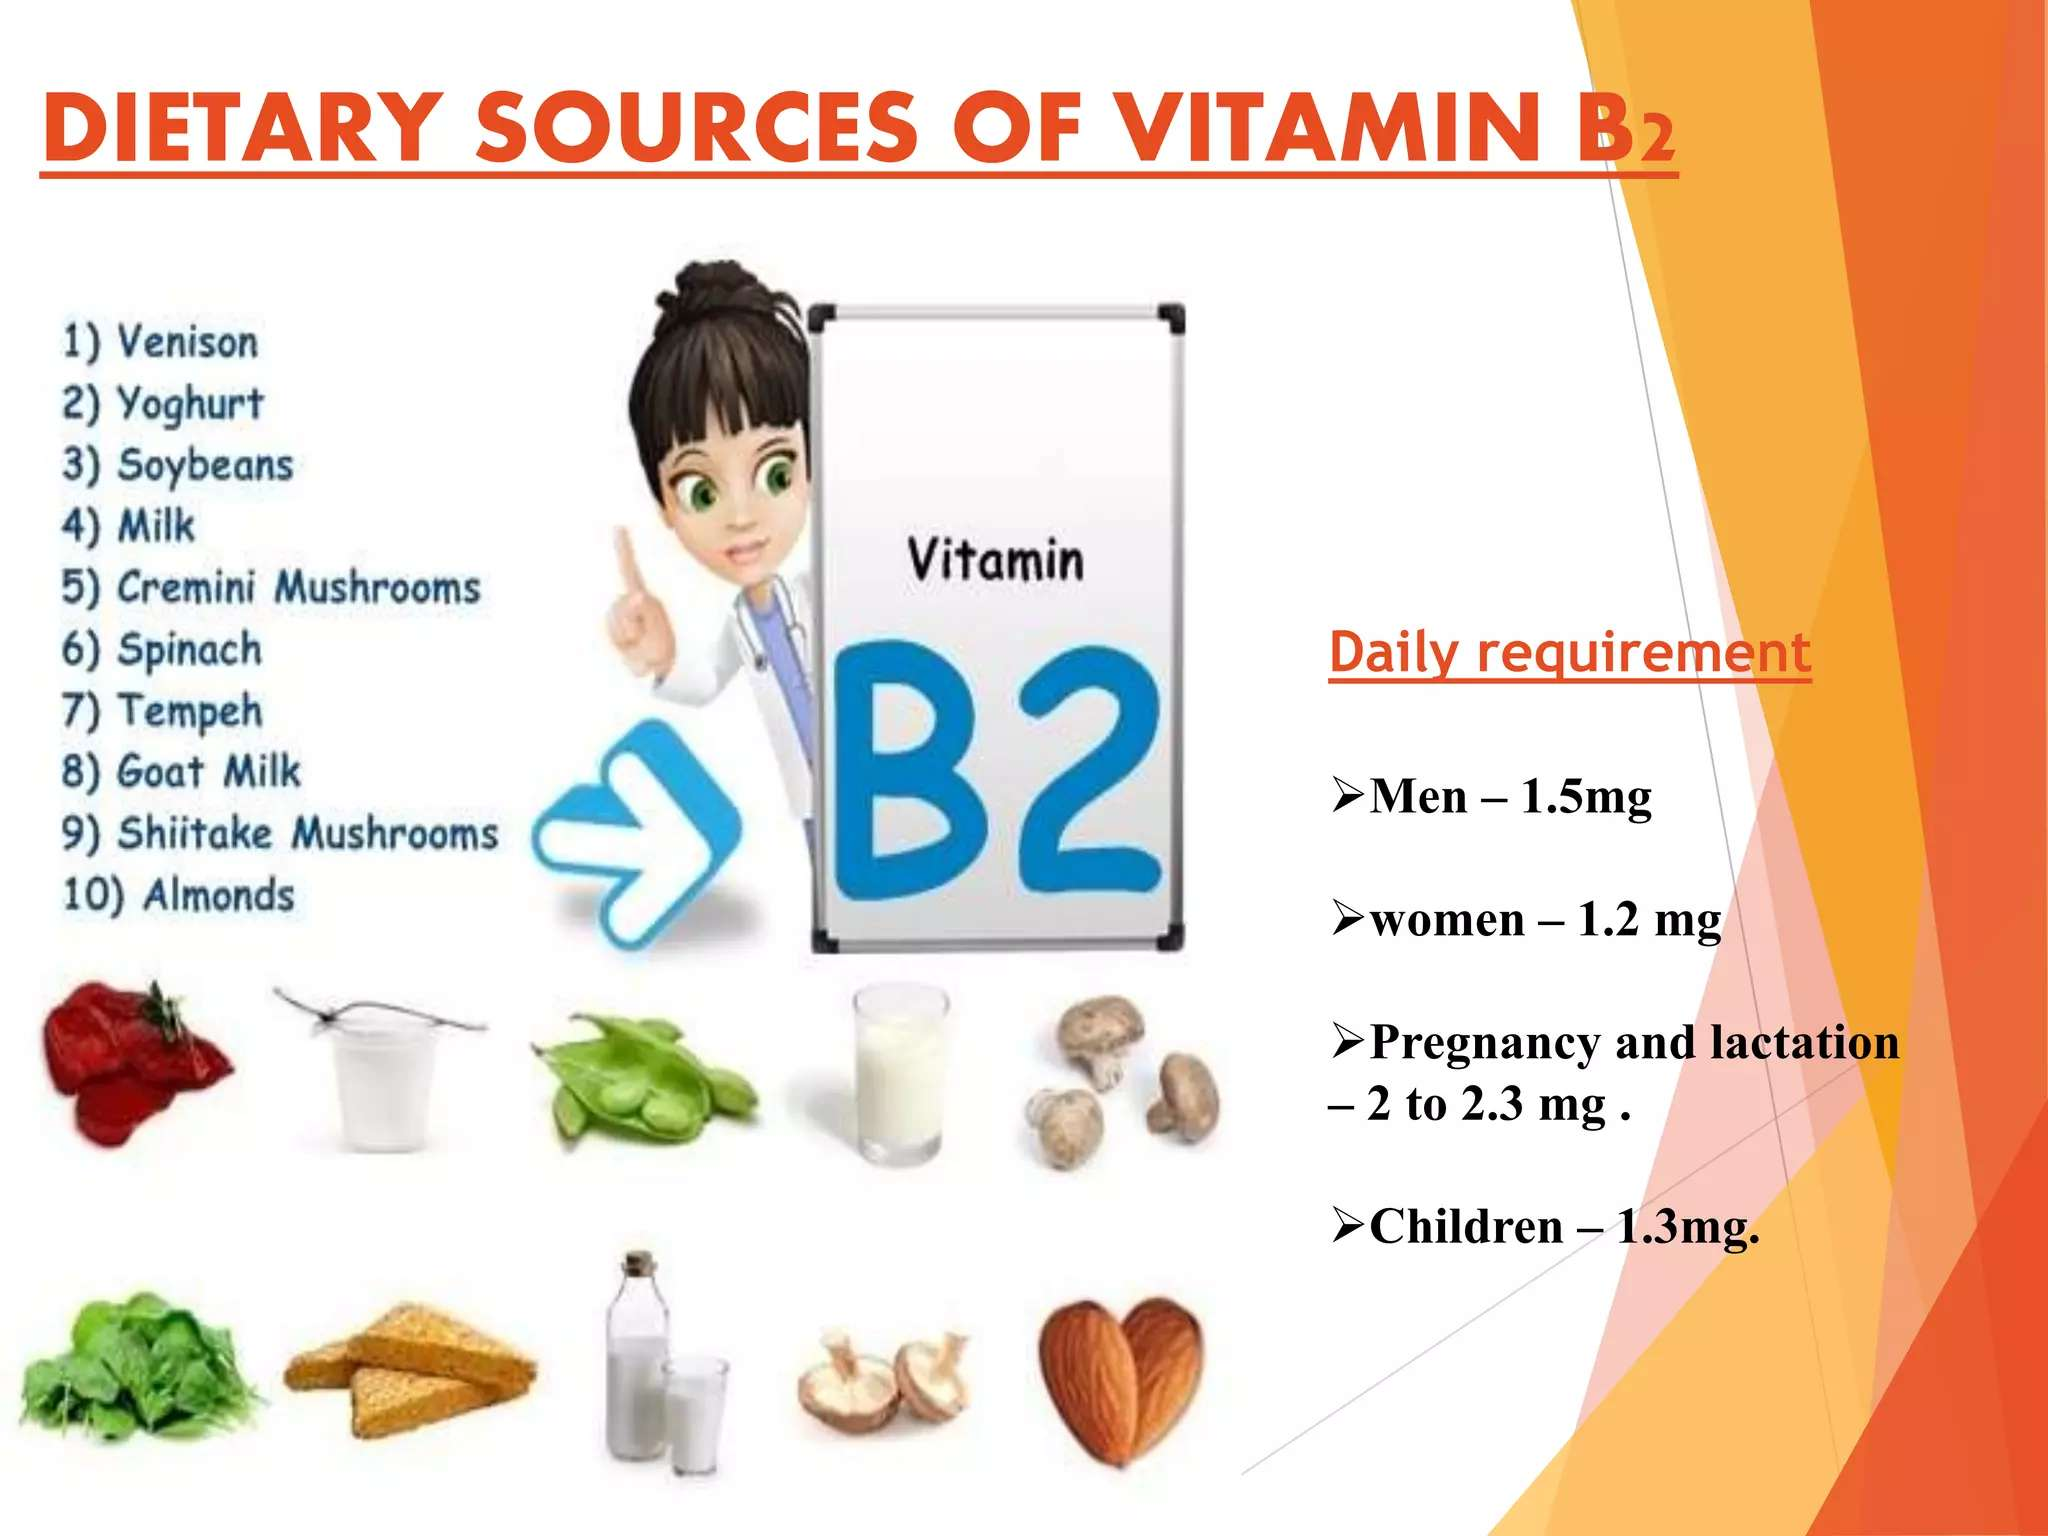 DIETARY SOURCES OF VITAMIN B2
1) Venison
2) Yoghurt
3) Soybeans
4) Milk
5) Cremini Mushrooms
6) Spinach
7) Tempeh
8) Goat Milk
9) Shiitake Mushrooms
10) Almonds
Vitamin
B2
Daily requirement
➢Men – 1.5mg
➢women – 1.2 mg
➢Pregnancy and lactation
– 2 to 2.3 mg .
➢Children – 1.3mg.